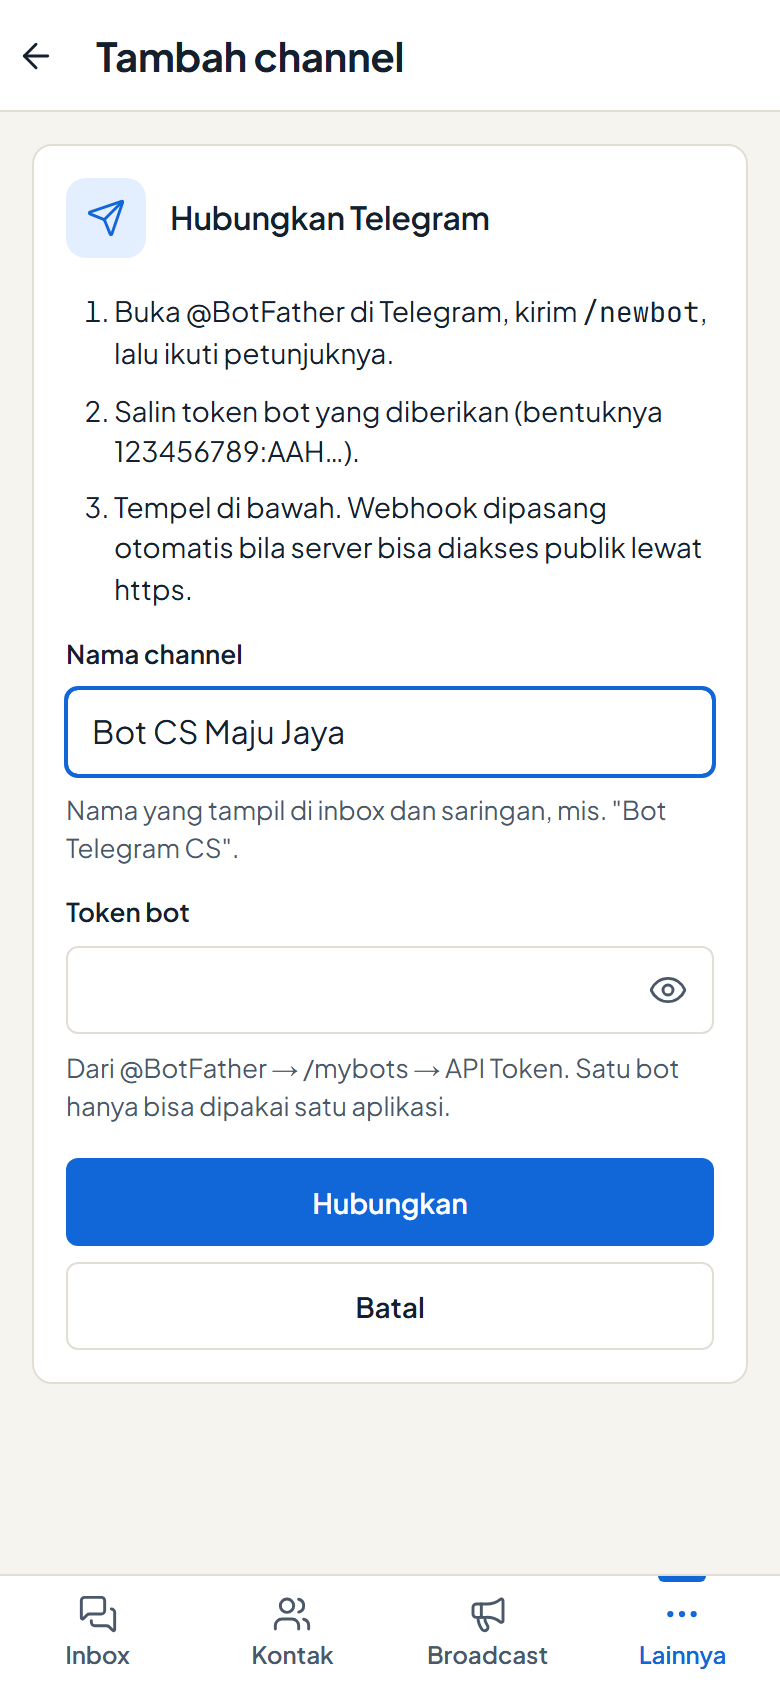 Tambah channel
Hubungkan Telegram
1. Buka @BotFather di Telegram, kirim /newbot,
lalu ikuti petunjuknya.
2. Salin token bot yang diberikan (bentuknya
123456789:AAH…).
3. Tempel di bawah. Webhook dipasang
otomatis bila server bisa diakses publik lewat
https.
Nama channel
Bot CS Maju Jaya
Nama yang tampil di inbox dan saringan, mis. "Bot
Telegram CS".
Token bot
Dari @BotFather → /mybots → API Token. Satu bot
hanya bisa dipakai satu aplikasi.
Hubungkan
Batal
Inbox
Kontak
Broadcast
Lainnya